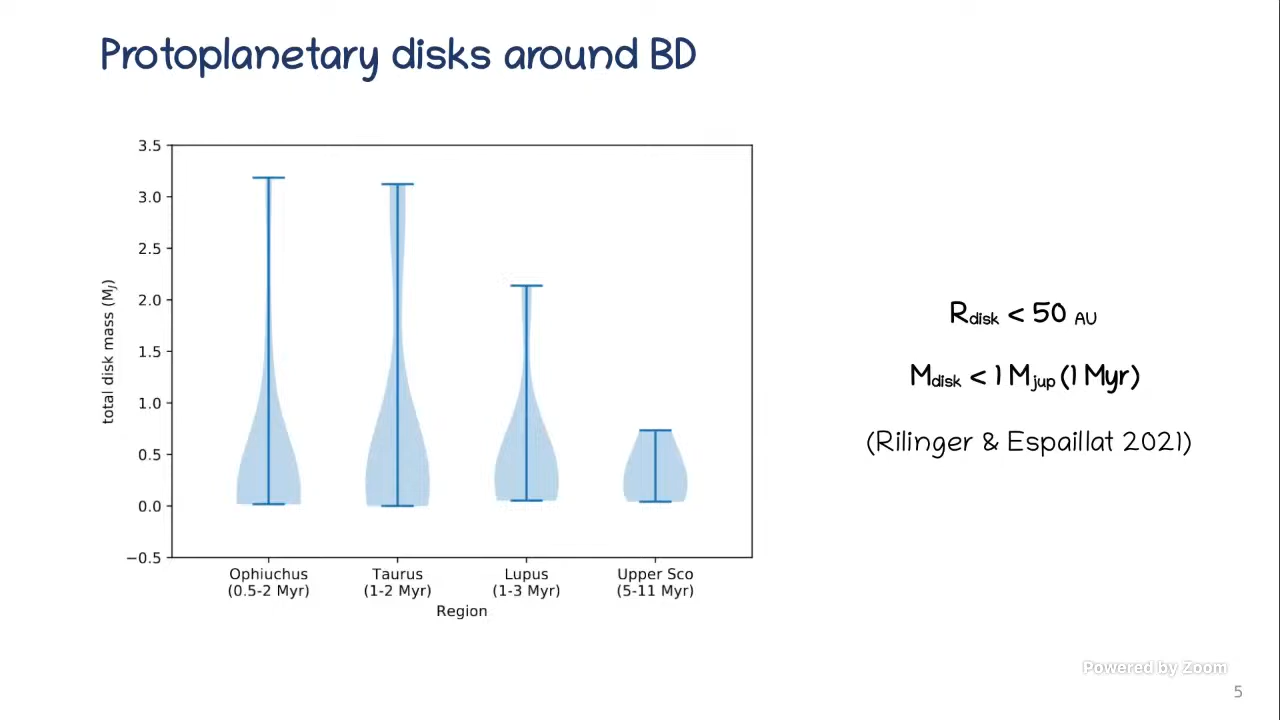 Protoplanetary disks around BD
3.5
3.0
2.5
2.0
1.5
1.0
0.5
0.0
−0.5
total disk mass (M_J)
Ophiuchus
(0.5-2 Myr)
Taurus
(1-2 Myr)
Lupus
(1-3 Myr)
Upper Sco
(5-11 Myr)
Region
Rdisk < 50 AU
Mdisk < 1 Mjup (1 Myr)
(Rilinger & Espaillat 2021)
Powered by Zoom
5